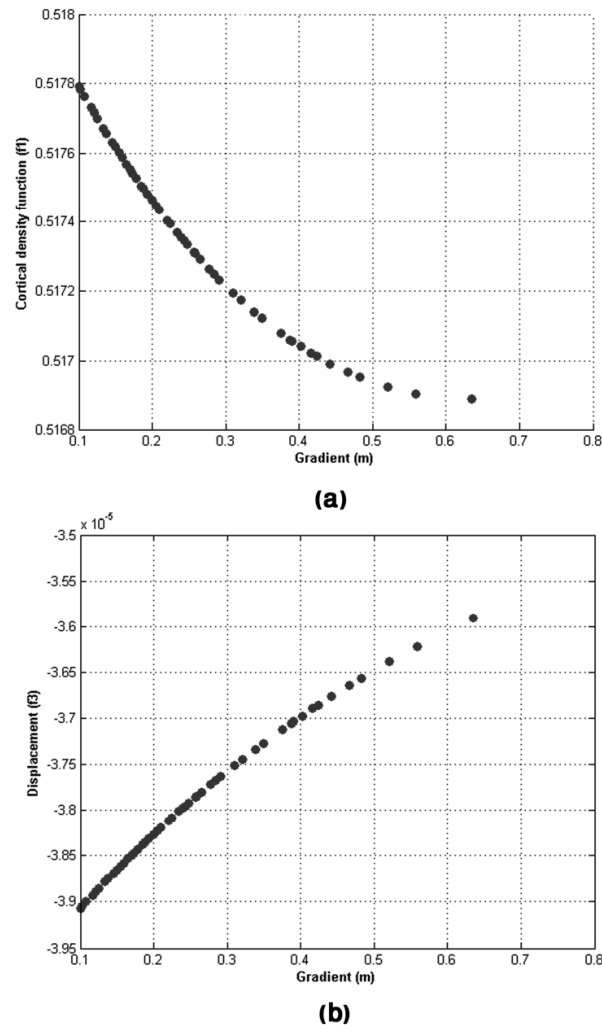 0.518
0.5178
0.5176
0.5174
0.5172
0.517
0.5168
Cortical density function (f1)
0.1 0.2 0.3 0.4 0.5 0.6 0.7 0.8
Gradient (m)
(a)
x 10-5
-3.5
-3.55
-3.6
-3.65
-3.7
-3.75
-3.8
-3.85
-3.9
-3.95
Displacement (f3)
0.1 0.2 0.3 0.4 0.5 0.6 0.7 0.8
Gradient (m)
(b)